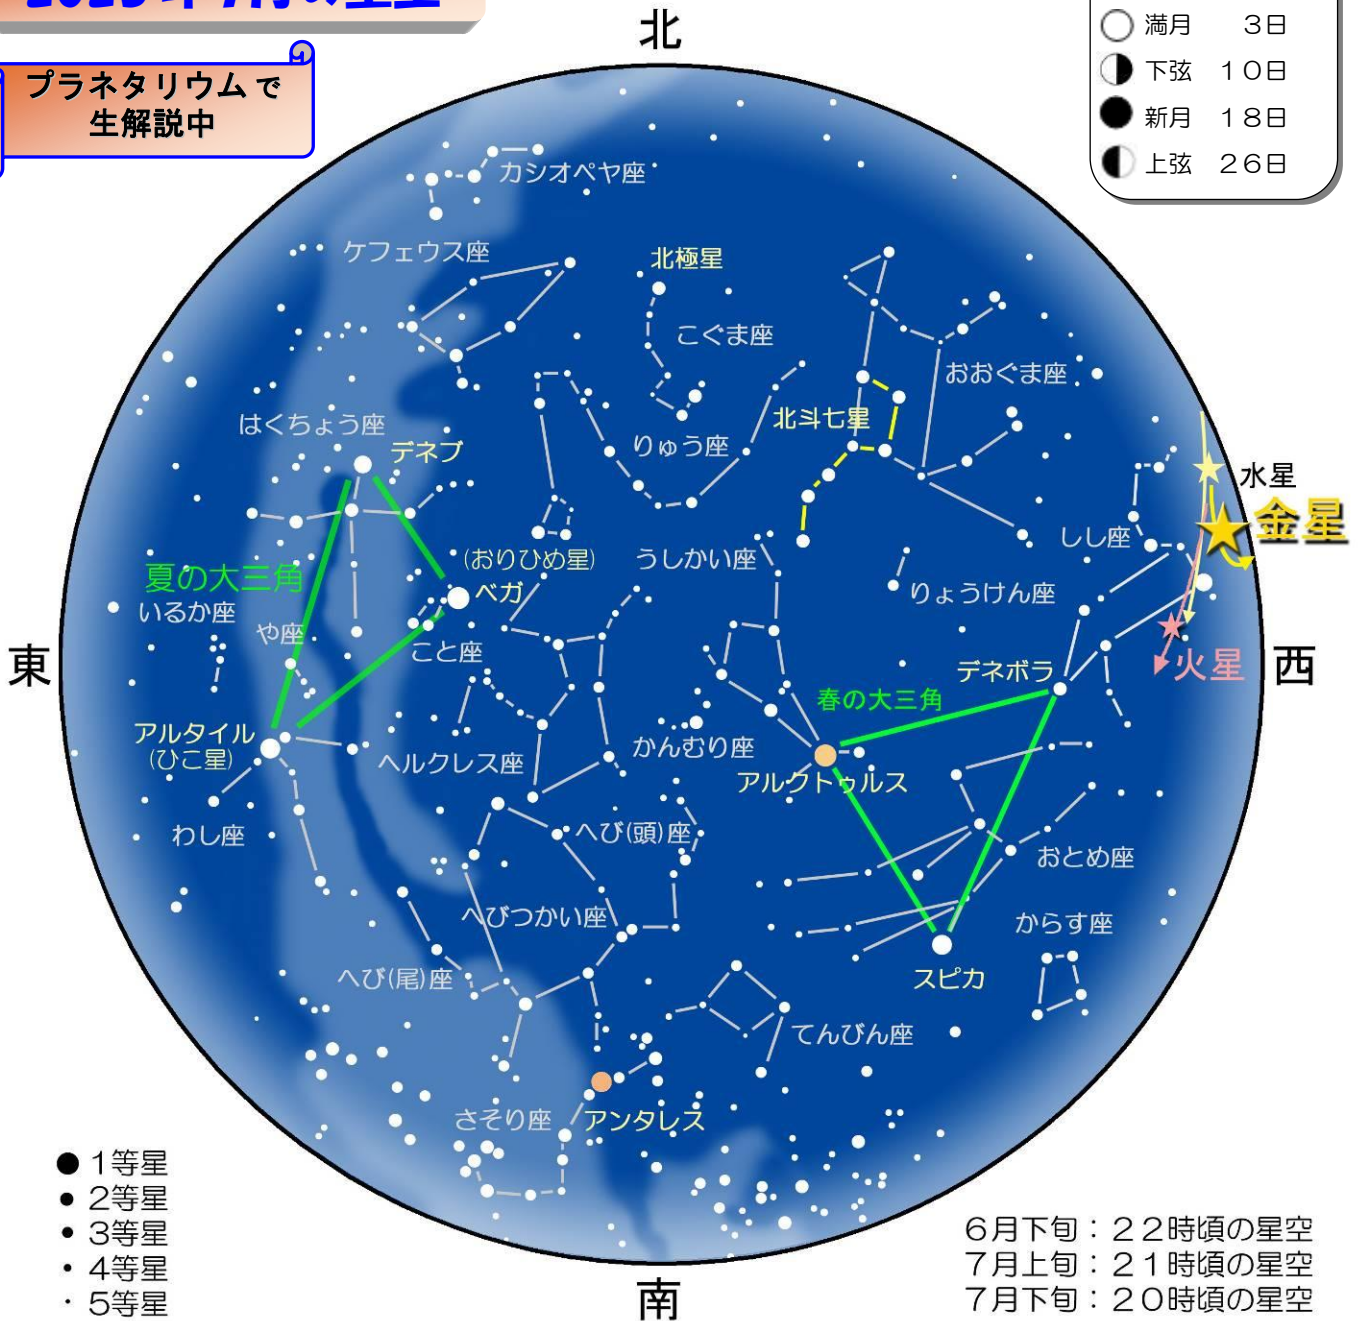 2023年7月の星空
プラネタリウムで
生解説中
満月 3日
下弦 10日
新月 18日
上弦 26日
北
カシオペヤ座
ケフェウス座
北極星
こぐま座
おおぐま座
はくちょう座
デネブ
りゅう座
北斗七星
水星
金星
しし座
(おりひめ星)
ベガ
うしかい座
りょうけん座
夏の大三角
いるか座
や座
こと座
東
西
火星
デネボラ
春の大三角
アルタイル
(ひこ星)
ヘルクレス座
かんむり座
アルクトゥルス
わし座
へび(頭)座
おとめ座
へびつかい座
からす座
へび(尾)座
スピカ
てんびん座
さそり座
アンタレス
1等星
2等星
3等星
4等星
5等星
6月下旬：22時頃の星空
7月上旬：21時頃の星空
7月下旬：20時頃の星空
南